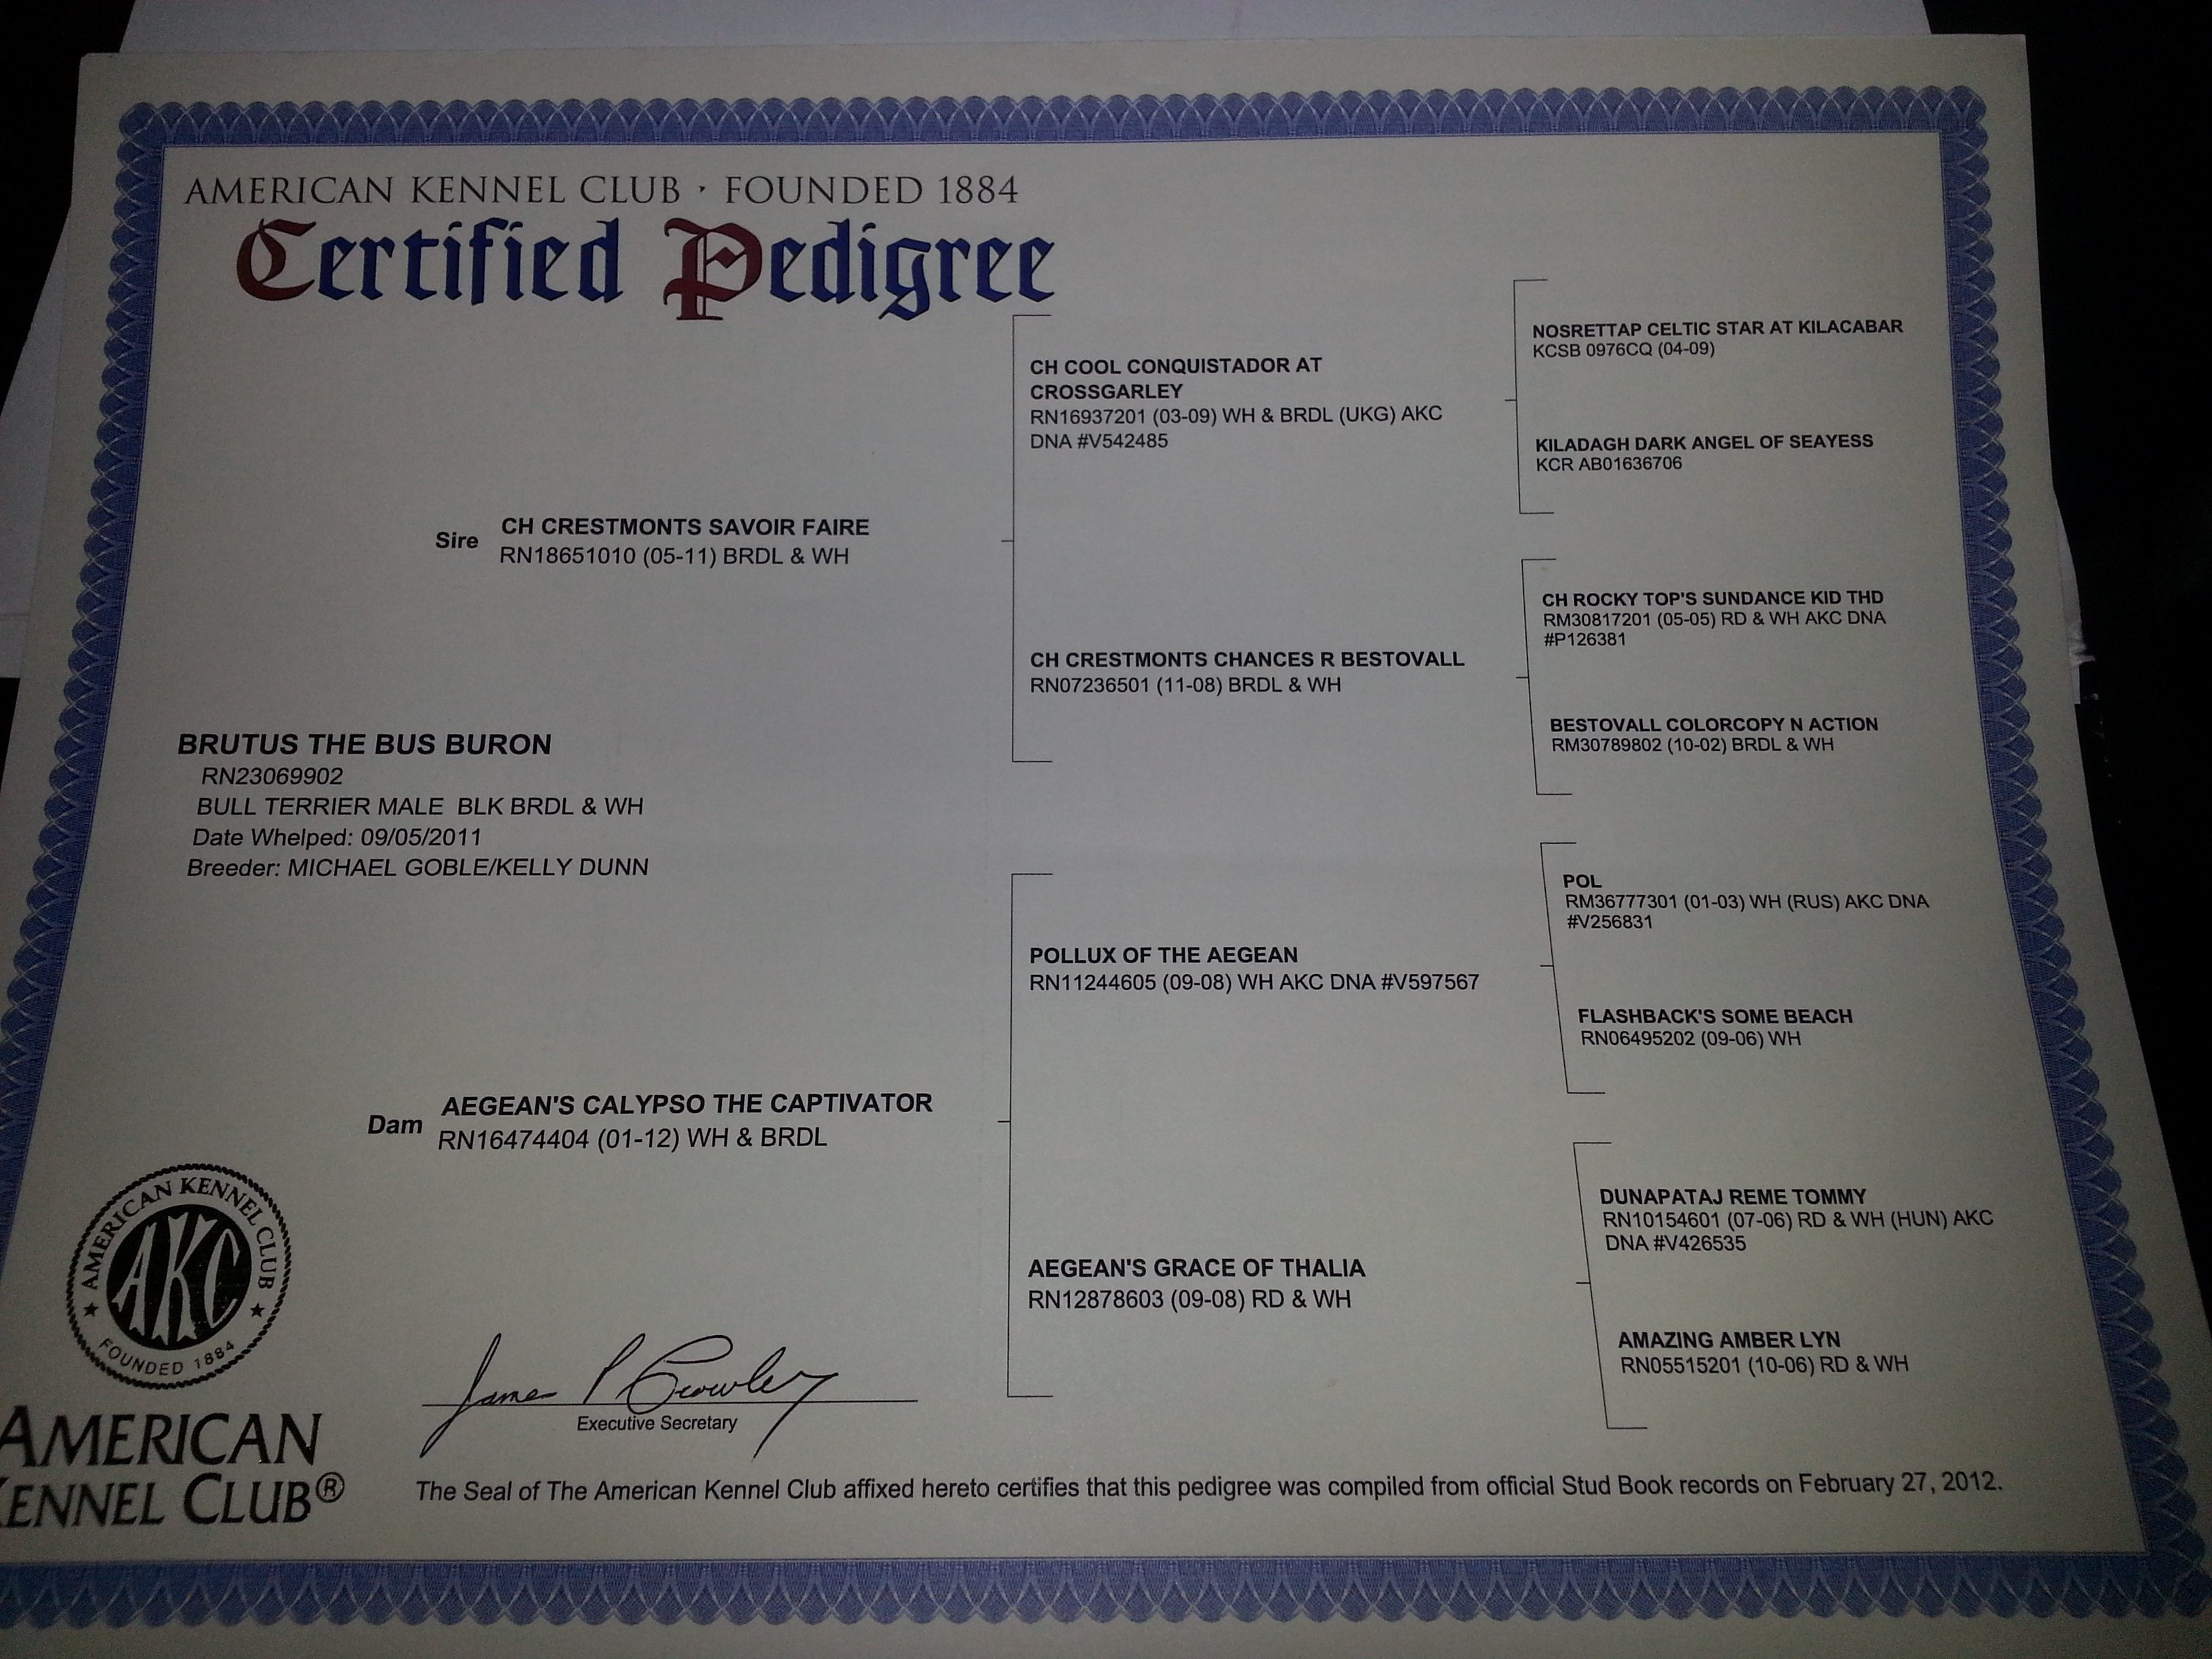 AMERICAN KENNEL CLUB · FOUNDED 1884
Certified Pedigree
NOSRETTAP CELTIC STAR AT KILACABAR
KCSB 0976CQ (04-09)
CH COOL CONQUISTADOR AT
CROSSGARLEY
RN16937201 (03-09) WH & BRDL (UKG) AKC
DNA #V542485
KILADAGH DARK ANGEL OF SEAYESS
KCR AB01636706
Sire
CH CRESTMONTS SAVOIR FAIRE
RN18651010 (05-11) BRDL & WH
CH ROCKY TOP'S SUNDANCE KID THD
RM30817201 (05-05) RD & WH AKC DNA
#P126381
CH CRESTMONTS CHANCES R BESTOVALL
RN07236501 (11-08) BRDL & WH
BESTOVALL COLORCOPY N ACTION
RM30789802 (10-02) BRDL & WH
BRUTUS THE BUS BURON
RN23069902
BULL TERRIER MALE BLK BRDL & WH
Date Whelped: 09/05/2011
Breeder: MICHAEL GOBLE/KELLY DUNN
POL
RM36777301 (01-03) WH (RUS) AKC DNA
#V256831
POLLUX OF THE AEGEAN
RN11244605 (09-08) WH AKC DNA #V597567
FLASHBACK'S SOME BEACH
RN06495202 (09-06) WH
Dam
AEGEAN'S CALYPSO THE CAPTIVATOR
RN16474404 (01-12) WH & BRDL
DUNAPATAJ REME TOMMY
RN10154601 (07-06) RD & WH (HUN) AKC
DNA #V426535
AEGEAN'S GRACE OF THALIA
RN12878603 (09-08) RD & WH
AMAZING AMBER LYN
RN05515201 (10-06) RD & WH
AMERICAN KENNEL CLUB
AKC
FOUNDED 1884
James P Crowley
Executive Secretary
AMERICAN
KENNEL CLUB®
The Seal of The American Kennel Club affixed hereto certifies that this pedigree was compiled from official Stud Book records on February 27, 2012.